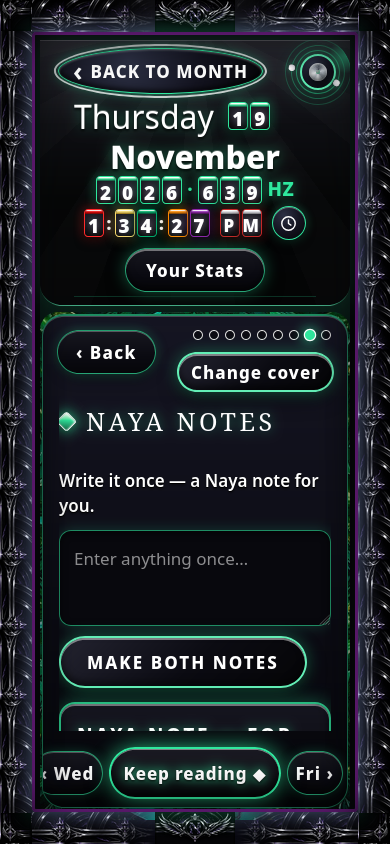 ‹ BACK TO MONTH
Thursday 19
November
2026 · 639 HZ
1:34:27 PM
Your Stats
‹ Back
Change cover
NAYA NOTES
Write it once — a Naya note for
you.
Enter anything once...
MAKE BOTH NOTES
‹ Wed
Keep reading ◆
Fri ›